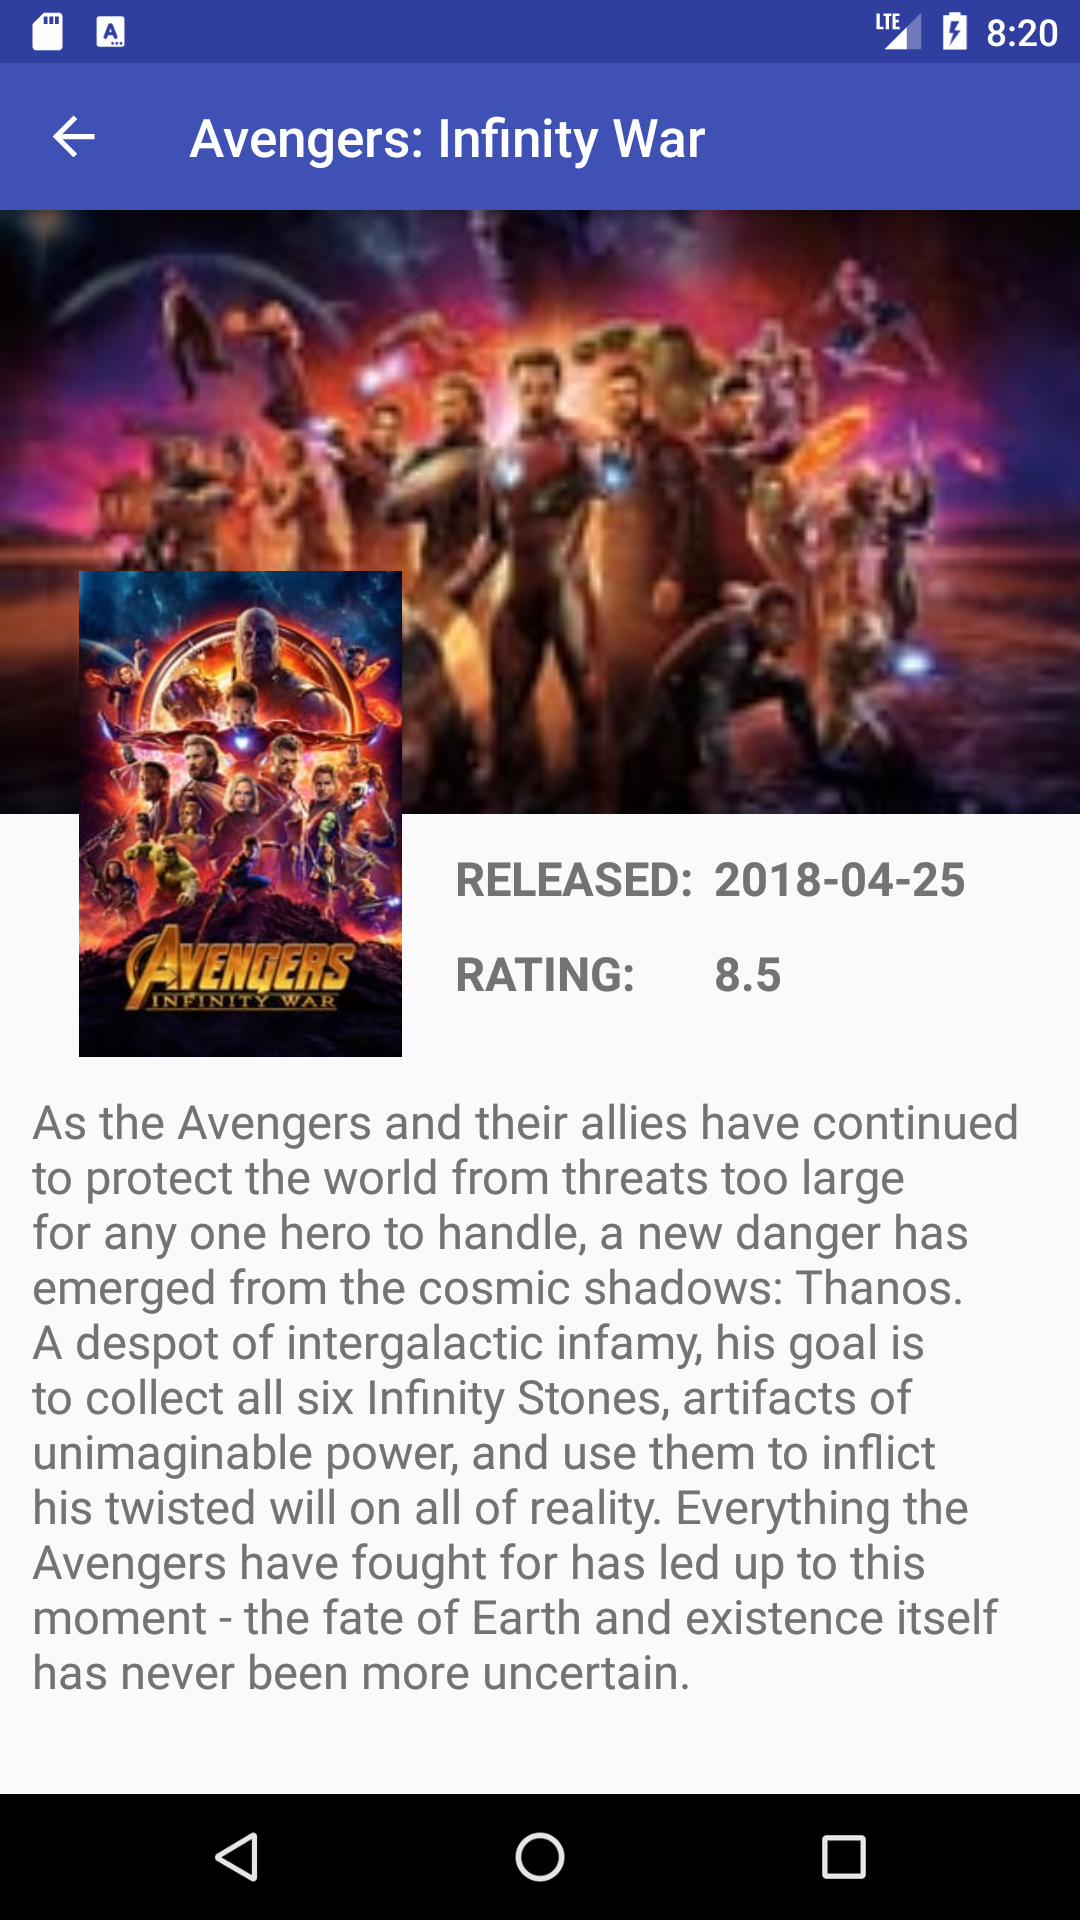 LTE 8:20
Avengers: Infinity War
AVENGERS
INFINITY WAR
RELEASED: 2018-04-25
RATING: 8.5
As the Avengers and their allies have continued
to protect the world from threats too large
for any one hero to handle, a new danger has
emerged from the cosmic shadows: Thanos.
A despot of intergalactic infamy, his goal is
to collect all six Infinity Stones, artifacts of
unimaginable power, and use them to inflict
his twisted will on all of reality. Everything the
Avengers have fought for has led up to this
moment - the fate of Earth and existence itself
has never been more uncertain.